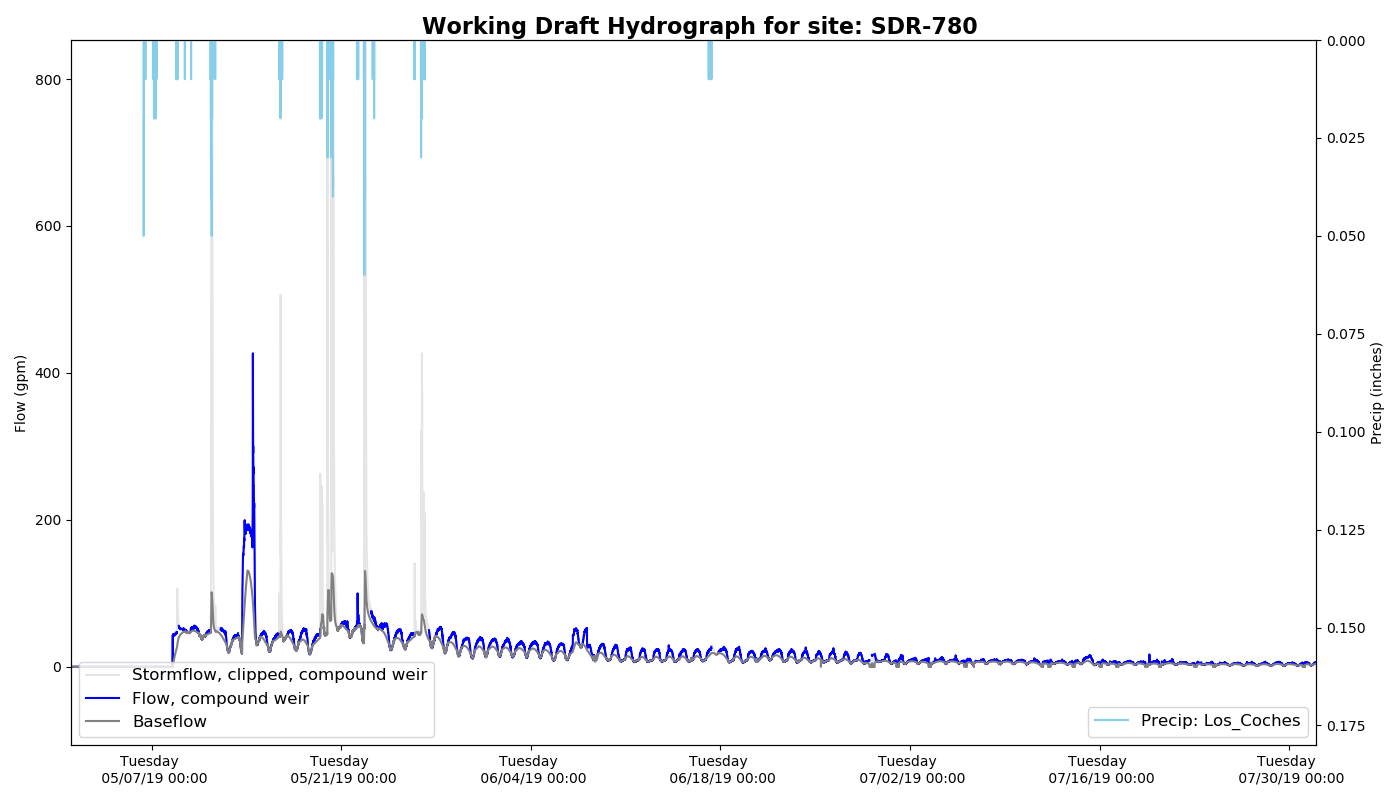 Working Draft Hydrograph for site: SDR-780
800
600
400
200
0
Flow (gpm)
0.000
0.025
0.050
0.075
0.100
0.125
0.150
0.175
Precip (inches)
Stormflow, clipped, compound weir
Flow, compound weir
Baseflow
Precip: Los_Coches
Tuesday
05/07/19 00:00
Tuesday
05/21/19 00:00
Tuesday
06/04/19 00:00
Tuesday
06/18/19 00:00
Tuesday
07/02/19 00:00
Tuesday
07/16/19 00:00
Tuesday
07/30/19 00:00